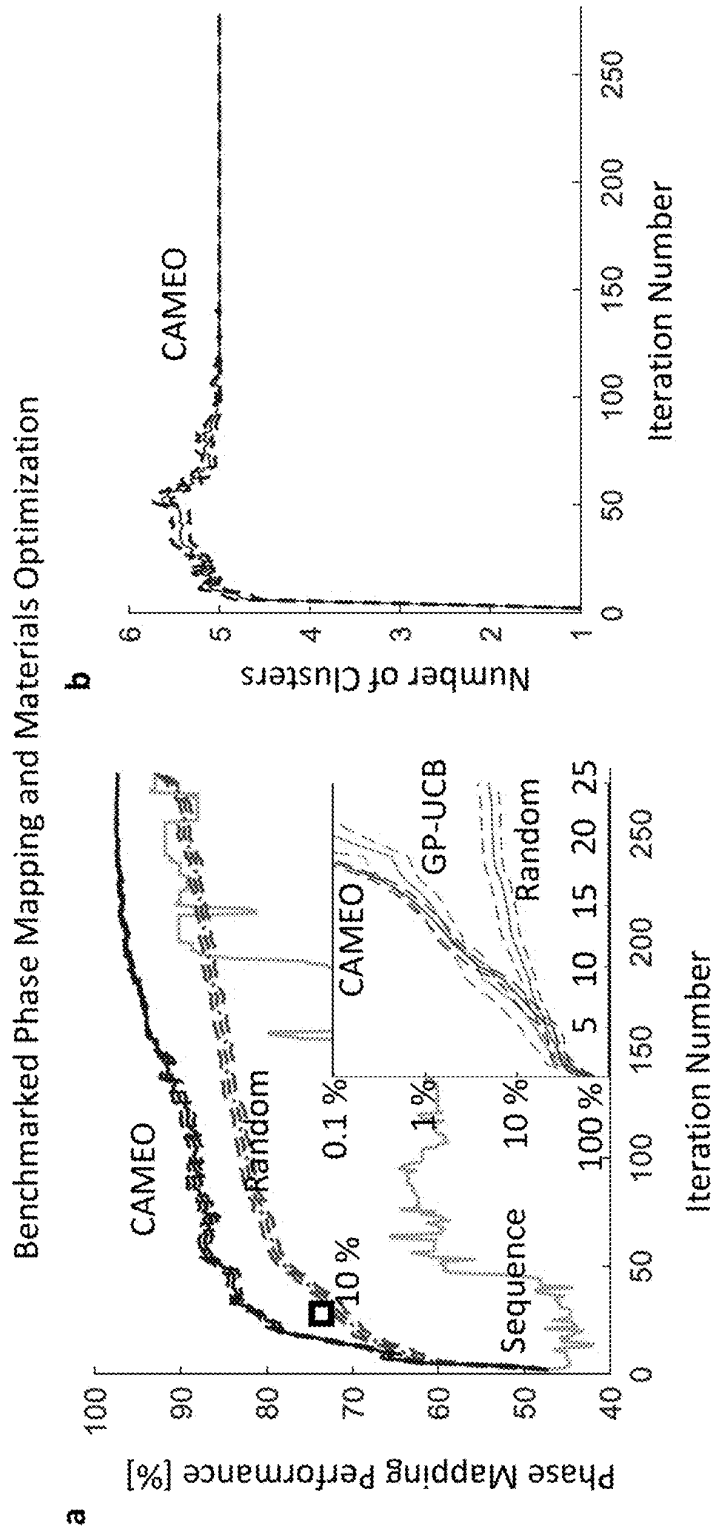 Benchmarked Phase Mapping and Materials Optimization
a
Phase Mapping Performance [%]
100
90
80
70
60
50
40
CAMEO
Random
10 %
Sequence
0
50
100
150
200
250
Iteration Number
0.1 %
1 %
10 %
100 %
CAMEO
GP-UCB
Random
5
10
15
20
25
b
Number of Clusters
6
5
4
3
2
1
CAMEO
0
50
100
150
200
250
Iteration Number